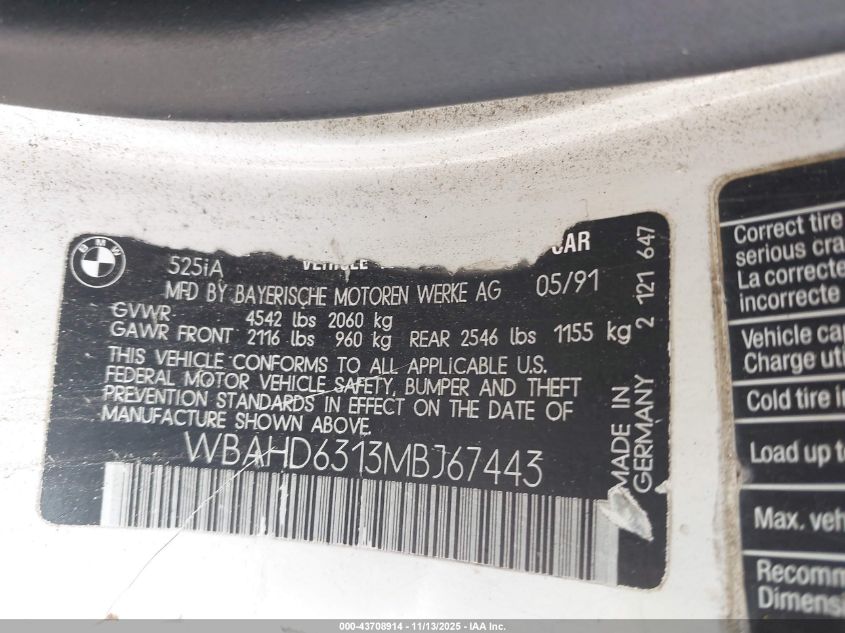 BMW
525iA VEHICLE CAR
MFD BY BAYERISCHE MOTOREN WERKE AG 05/91
GVWR 4542 lbs 2060 kg
GAWR FRONT 2116 lbs 960 kg REAR 2546 lbs 1155 kg
THIS VEHICLE CONFORMS TO ALL APPLICABLE U.S.
FEDERAL MOTOR VEHICLE SAFETY, BUMPER AND THEFT
PREVENTION STANDARDS IN EFFECT ON THE DATE OF
MANUFACTURE SHOWN ABOVE.
WBAHD6313MBJ67443
MADE IN
GERMANY
2 121 647
Correct tire
serious cra
La correcte
incorrecte
Vehicle cap
Charge uti
Cold tire in
Load up to
Max. veh
Recomm
Dimensi
000-43708914 - 11/13/2025 - IAA Inc.